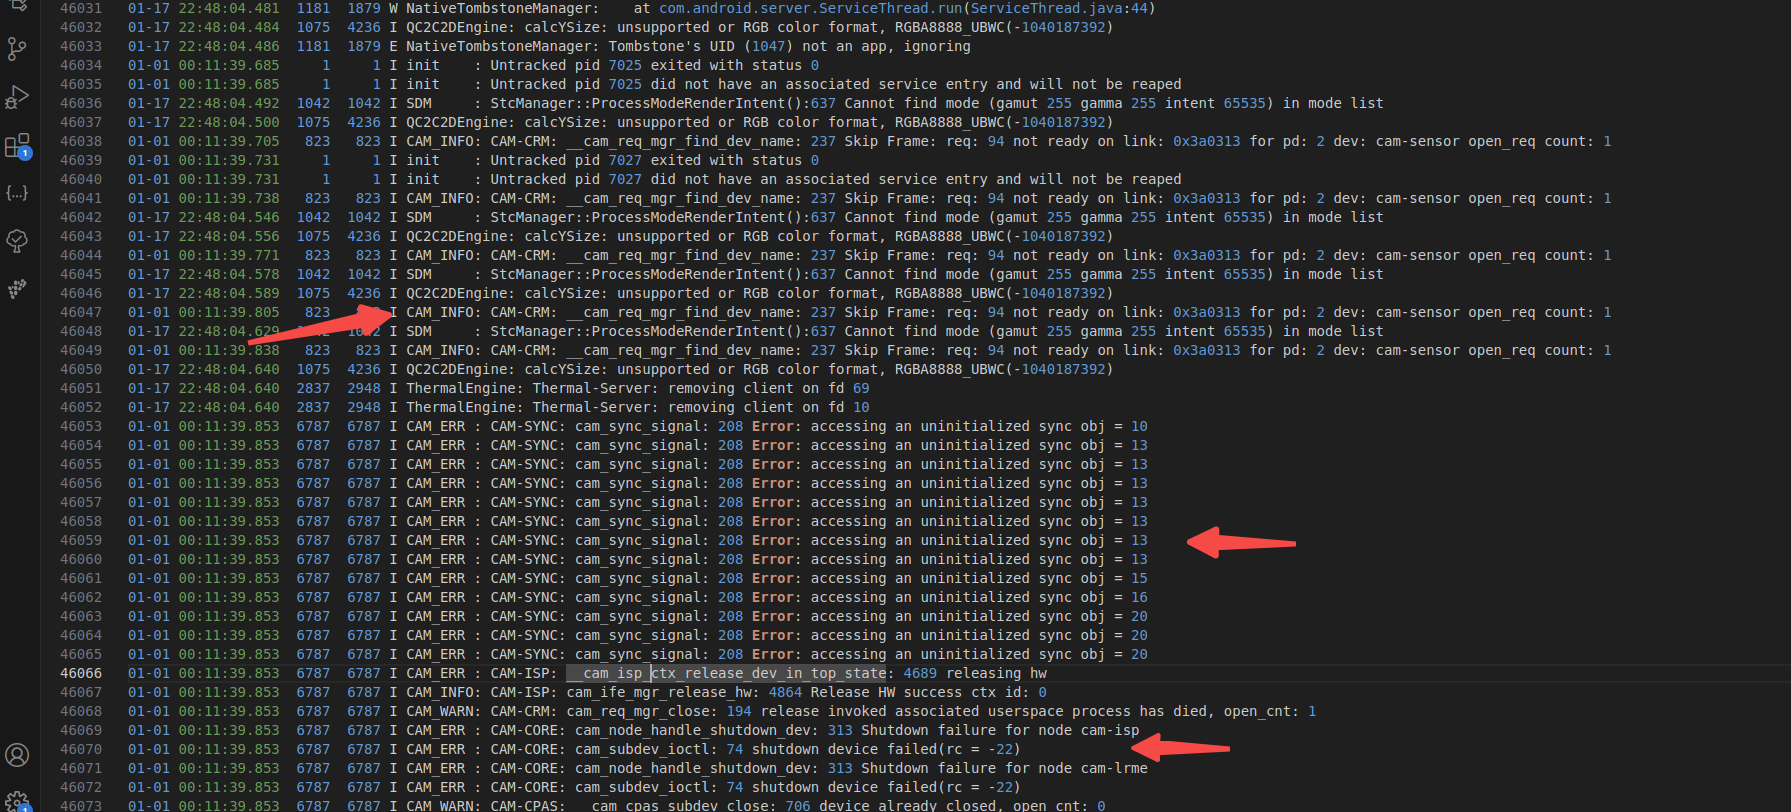 46031 01-17 22:48:04.481 1181 1879 W NativeTombstoneManager: at com.android.server.ServiceThread.run(ServiceThread.java:44)
46032 01-17 22:48:04.484 1075 4236 I QC2C2DEngine: calcYSize: unsupported or RGB color format, RGBA8888_UBWC(-1040187392)
46033 01-17 22:48:04.486 1181 1879 E NativeTombstoneManager: Tombstone's UID (1047) not an app, ignoring
46034 01-01 00:11:39.685 1 1 I init : Untracked pid 7025 exited with status 0
46035 01-01 00:11:39.685 1 1 I init : Untracked pid 7025 did not have an associated service entry and will not be reaped
46036 01-17 22:48:04.492 1042 1042 I SDM : StcManager::ProcessModeRenderIntent():637 Cannot find mode (gamut 255 gamma 255 intent 65535) in mode list
46037 01-17 22:48:04.500 1075 4236 I QC2C2DEngine: calcYSize: unsupported or RGB color format, RGBA8888_UBWC(-1040187392)
46038 01-01 00:11:39.705 823 823 I CAM_INFO: CAM-CRM: __cam_req_mgr_find_dev_name: 237 Skip Frame: req: 94 not ready on link: 0x3a0313 for pd: 2 dev: cam-sensor open_req count: 1
46039 01-01 00:11:39.731 1 1 I init : Untracked pid 7027 exited with status 0
46040 01-01 00:11:39.731 1 1 I init : Untracked pid 7027 did not have an associated service entry and will not be reaped
46041 01-01 00:11:39.738 823 823 I CAM_INFO: CAM-CRM: __cam_req_mgr_find_dev_name: 237 Skip Frame: req: 94 not ready on link: 0x3a0313 for pd: 2 dev: cam-sensor open_req count: 1
46042 01-17 22:48:04.546 1042 1042 I SDM : StcManager::ProcessModeRenderIntent():637 Cannot find mode (gamut 255 gamma 255 intent 65535) in mode list
46043 01-17 22:48:04.556 1075 4236 I QC2C2DEngine: calcYSize: unsupported or RGB color format, RGBA8888_UBWC(-1040187392)
46044 01-01 00:11:39.771 823 823 I CAM_INFO: CAM-CRM: __cam_req_mgr_find_dev_name: 237 Skip Frame: req: 94 not ready on link: 0x3a0313 for pd: 2 dev: cam-sensor open_req count: 1
46045 01-17 22:48:04.578 1042 1042 I SDM : StcManager::ProcessModeRenderIntent():637 Cannot find mode (gamut 255 gamma 255 intent 65535) in mode list
46046 01-17 22:48:04.589 1075 4236 I QC2C2DEngine: calcYSize: unsupported or RGB color format, RGBA8888_UBWC(-1040187392)
46047 01-01 00:11:39.805 823 I CAM_INFO: CAM-CRM: __cam_req_mgr_find_dev_name: 237 Skip Frame: req: 94 not ready on link: 0x3a0313 for pd: 2 dev: cam-sensor open_req count: 1
46048 01-17 22:48:04.629 1042 1042 I SDM : StcManager::ProcessModeRenderIntent():637 Cannot find mode (gamut 255 gamma 255 intent 65535) in mode list
46049 01-01 00:11:39.838 823 823 I CAM_INFO: CAM-CRM: __cam_req_mgr_find_dev_name: 237 Skip Frame: req: 94 not ready on link: 0x3a0313 for pd: 2 dev: cam-sensor open_req count: 1
46050 01-17 22:48:04.640 1075 4236 I QC2C2DEngine: calcYSize: unsupported or RGB color format, RGBA8888_UBWC(-1040187392)
46051 01-17 22:48:04.640 2837 2948 I ThermalEngine: Thermal-Server: removing client on fd 69
46052 01-17 22:48:04.640 2837 2948 I ThermalEngine: Thermal-Server: removing client on fd 10
46053 01-01 00:11:39.853 6787 6787 I CAM_ERR : CAM-SYNC: cam_sync_signal: 208 Error: accessing an uninitialized sync obj = 10
46054 01-01 00:11:39.853 6787 6787 I CAM_ERR : CAM-SYNC: cam_sync_signal: 208 Error: accessing an uninitialized sync obj = 13
46055 01-01 00:11:39.853 6787 6787 I CAM_ERR : CAM-SYNC: cam_sync_signal: 208 Error: accessing an uninitialized sync obj = 13
46056 01-01 00:11:39.853 6787 6787 I CAM_ERR : CAM-SYNC: cam_sync_signal: 208 Error: accessing an uninitialized sync obj = 13
46057 01-01 00:11:39.853 6787 6787 I CAM_ERR : CAM-SYNC: cam_sync_signal: 208 Error: accessing an uninitialized sync obj = 13
46058 01-01 00:11:39.853 6787 6787 I CAM_ERR : CAM-SYNC: cam_sync_signal: 208 Error: accessing an uninitialized sync obj = 13
46059 01-01 00:11:39.853 6787 6787 I CAM_ERR : CAM-SYNC: cam_sync_signal: 208 Error: accessing an uninitialized sync obj = 13
46060 01-01 00:11:39.853 6787 6787 I CAM_ERR : CAM-SYNC: cam_sync_signal: 208 Error: accessing an uninitialized sync obj = 13
46061 01-01 00:11:39.853 6787 6787 I CAM_ERR : CAM-SYNC: cam_sync_signal: 208 Error: accessing an uninitialized sync obj = 15
46062 01-01 00:11:39.853 6787 6787 I CAM_ERR : CAM-SYNC: cam_sync_signal: 208 Error: accessing an uninitialized sync obj = 16
46063 01-01 00:11:39.853 6787 6787 I CAM_ERR : CAM-SYNC: cam_sync_signal: 208 Error: accessing an uninitialized sync obj = 20
46064 01-01 00:11:39.853 6787 6787 I CAM_ERR : CAM-SYNC: cam_sync_signal: 208 Error: accessing an uninitialized sync obj = 20
46065 01-01 00:11:39.853 6787 6787 I CAM_ERR : CAM-SYNC: cam_sync_signal: 208 Error: accessing an uninitialized sync obj = 20
46066 01-01 00:11:39.853 6787 6787 I CAM_ERR : CAM-ISP: __cam_isp_ctx_release_dev_in_top_state: 4689 releasing hw
46067 01-01 00:11:39.853 6787 6787 I CAM_INFO: CAM-ISP: cam_ife_mgr_release_hw: 4864 Release HW success ctx id: 0
46068 01-01 00:11:39.853 6787 6787 I CAM_WARN: CAM-CRM: cam_req_mgr_close: 194 release invoked associated userspace process has died, open_cnt: 1
46069 01-01 00:11:39.853 6787 6787 I CAM_ERR : CAM-CORE: cam_node_handle_shutdown_dev: 313 Shutdown failure for node cam-isp
46070 01-01 00:11:39.853 6787 6787 I CAM_ERR : CAM-CORE: cam_subdev_ioctl: 74 shutdown device failed(rc = -22)
46071 01-01 00:11:39.853 6787 6787 I CAM_ERR : CAM-CORE: cam_node_handle_shutdown_dev: 313 Shutdown failure for node cam-lrme
46072 01-01 00:11:39.853 6787 6787 I CAM_ERR : CAM-CORE: cam_subdev_ioctl: 74 shutdown device failed(rc = -22)
46073 01-01 00:11:39.853 6787 6787 I CAM_WARN: CAM-CPAS: cam_cpas_subdev_close: 706 device already closed, open_cnt: 0